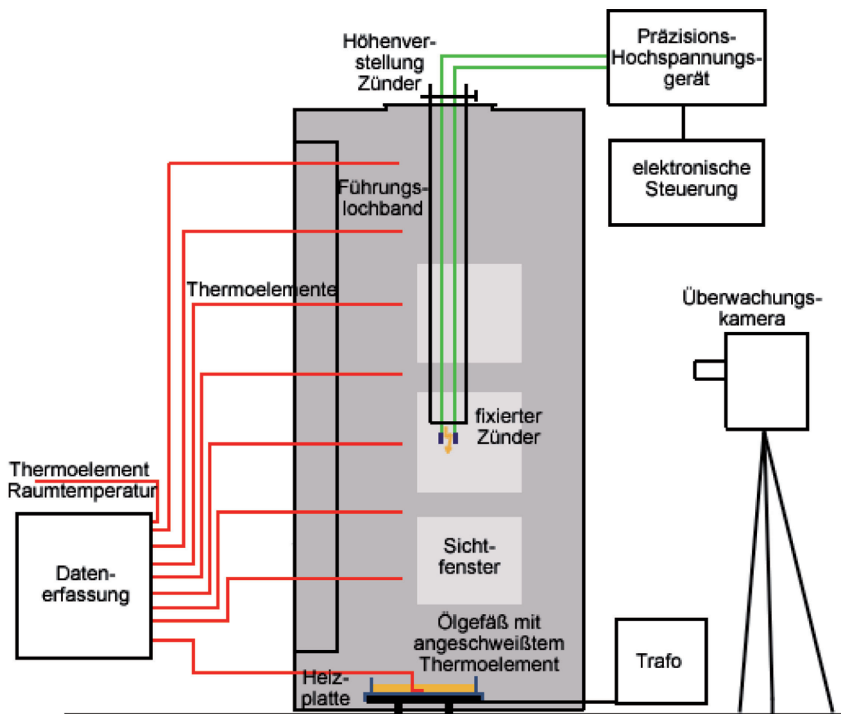 Höhenver-
stellung
Zünder
Präzisions-
Hochspannungs-
gerät
elektronische
Steuerung
Führungs-
lochband
Thermoelemente
Überwachungs-
kamera
fixierter
Zünder
Thermoelement
Raumtemperatur
Daten-
erfassung
Sicht-
fenster
Ölgefäß mit
angeschweißtem
Thermoelement
Heiz-
platte
Trafo